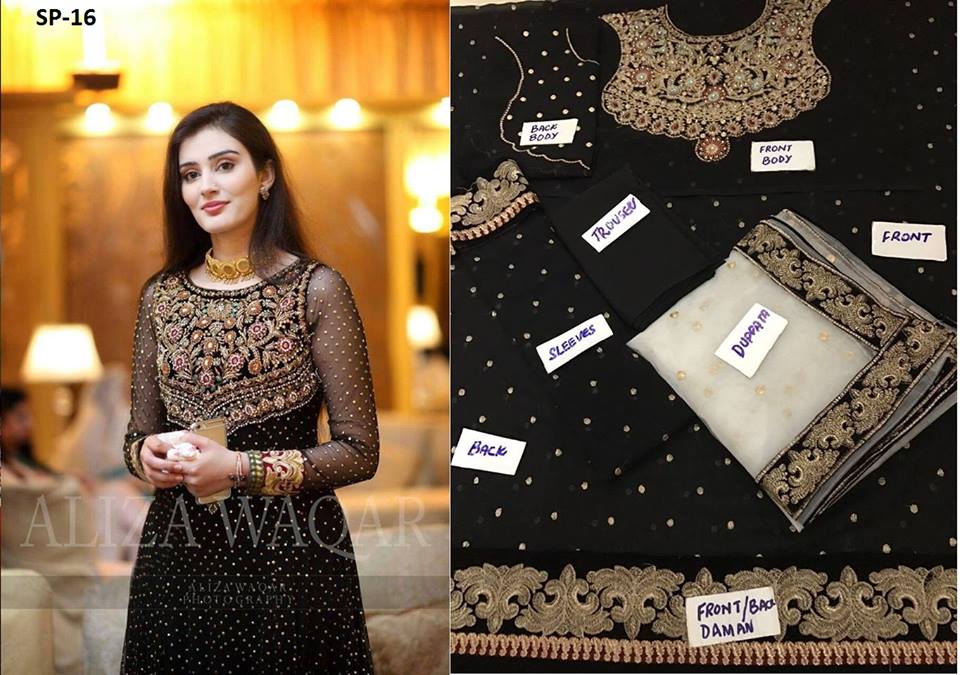 SP-16
ALIZA WAQAR
ALIZA WAQAR
PHOTOGRAPHY
BACK
BODY
FRONT
BODY
TROUSER
FRONT
SLEEVES
DUPPATA
BACK
FRONT/BACK
DAMAN